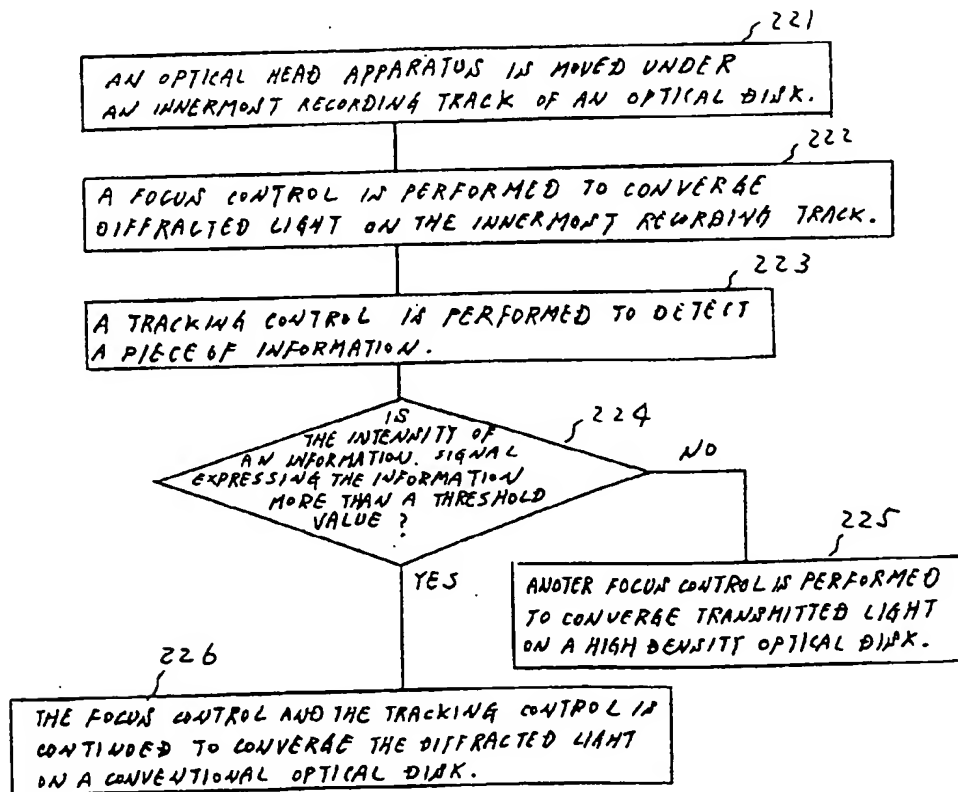 221
AN OPTICAL HEAD APPARATUS IS MOVED UNDER
AN INNERMOST RECORDING TRACK OF AN OPTICAL DISK.
222
A FOCUS CONTROL IS PERFORMED TO CONVERGE
DIFFRACTED LIGHT ON THE INNERMOST RECORDING TRACK.
223
A TRACKING CONTROL IS PERFORMED TO DETECT
A PIECE OF INFORMATION.
224
IS
THE INTENSITY OF
AN INFORMATION. SIGNAL
EXPRESSING THE INFORMATION
MORE THAN A THRESHOLD
VALUE ?
NO
YES
225
ANOTER FOCUS CONTROL IS PERFORMED
TO CONVERGE TRANSMITTED LIGHT
ON A HIGH DENSITY OPTICAL DISK.
226
THE FOCUS CONTROL AND THE TRACKING CONTROL IS
CONTINUED TO CONVERGE THE DIFFRACTED LIGHT
ON A CONVENTIONAL OPTICAL DISK.